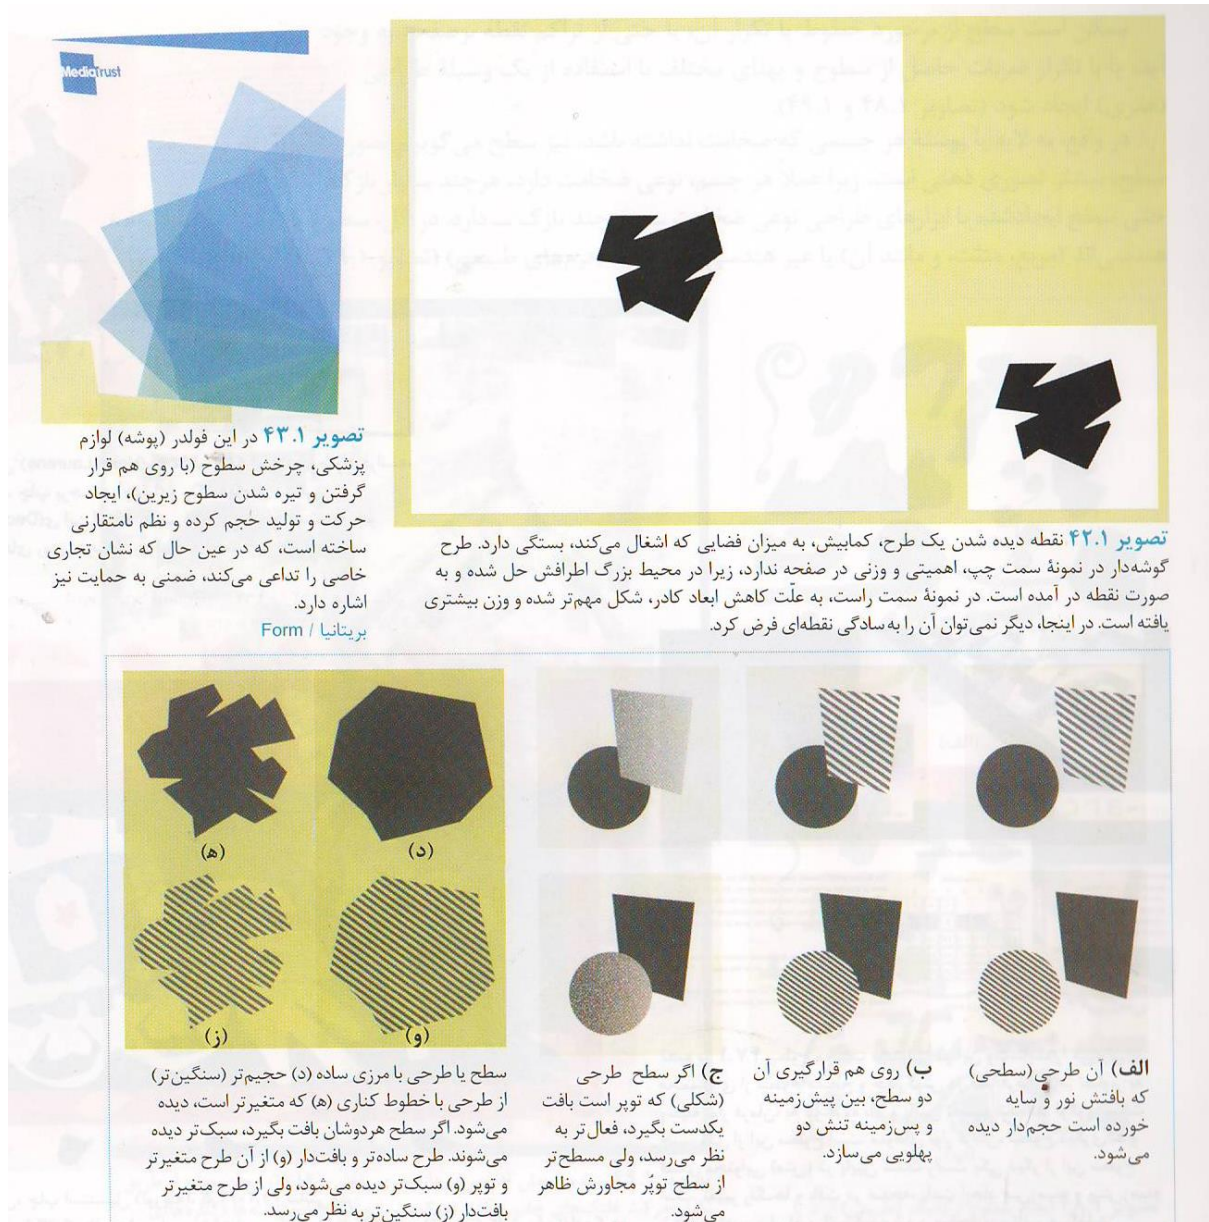 MediaTrust
تصویر ۴۳.۱ در این فولدر (پوشه) لوازم
پزشکی، چرخش سطوح (با روی هم قرار
گرفتن و تیره شدن سطوح زیرین)، ایجاد
حرکت و تولید حجم کرده و نظم نامتقارنی
ساخته است، که در عین حال که نشان تجاری
خاصی را تداعی می‌کند، ضمنی به حمایت نیز
اشاره دارد.
بریتانیا / Form
تصویر ۴۲.۱ نقطه دیده شدن یک طرح، کمابیش، به میزان فضایی که اشغال می‌کند، بستگی دارد. طرح
گوشه‌دار در نمونهٔ سمت چپ، اهمیتی و وزنی در صفحه ندارد، زیرا در محیط بزرگ اطرافش حل شده و به
صورت نقطه در آمده است. در نمونهٔ سمت راست، به علّت کاهش ابعاد کادر، شکل مهم‌تر شده و وزن بیشتری
یافته است. در اینجا، دیگر نمی‌توان آن را به‌سادگی نقطه‌ای فرض کرد.
(د)
(ه)
(و)
(ز)
الف) آن طرحی(سطحی)
که بافتش نور و سایه
خورده است حجم‌دار دیده
می‌شود.
ب) روی هم قرارگیری آن
دو سطح، بین پیش‌زمینه
و پس‌زمینه تنش دو
پهلویی می‌سازد.
ج) اگر سطح طرحی
(شکلی) که توپر است بافت
یکدست بگیرد، فعال‌تر به
نظر می‌رسد، ولی مسطح‌تر
از سطح توپُر مجاورش ظاهر
می‌شود.
سطح یا طرحی با مرزی ساده (د) حجیم‌تر (سنگین‌تر)
از طرحی با خطوط کناری (ه) که متغیرتر است، دیده
می‌شود. اگر سطح هردوشان بافت بگیرد، سبک‌تر دیده
می‌شوند. طرح ساده‌تر و بافت‌دار (و) از آن طرح متغیرتر
و توپر (و) سبک‌تر دیده می‌شود، ولی از طرح متغیرتر
بافت‌دار (ز) سنگین‌تر به نظر می‌رسد.